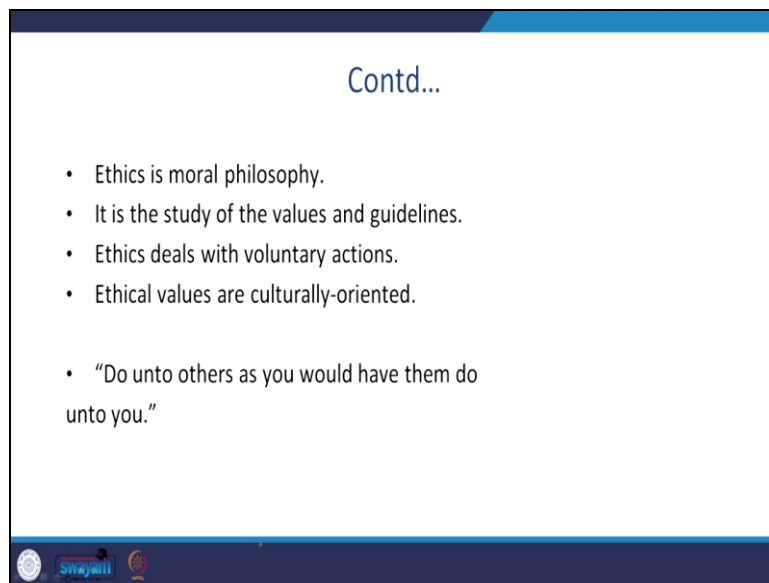 Contd...
• Ethics is moral philosophy.
• It is the study of the values and guidelines.
• Ethics deals with voluntary actions.
• Ethical values are culturally-oriented.
• “Do unto others as you would have them do
unto you.”
swayam